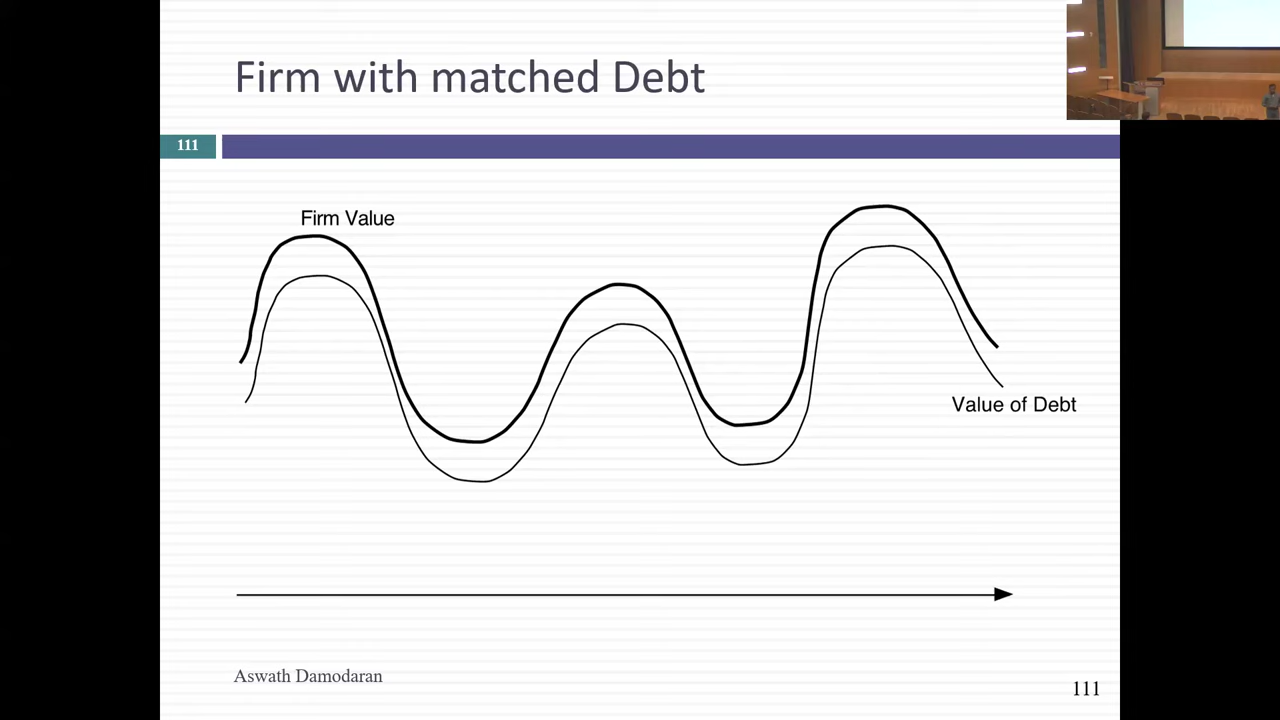 Firm with matched Debt
111
Firm Value
Value of Debt
Aswath Damodaran
111